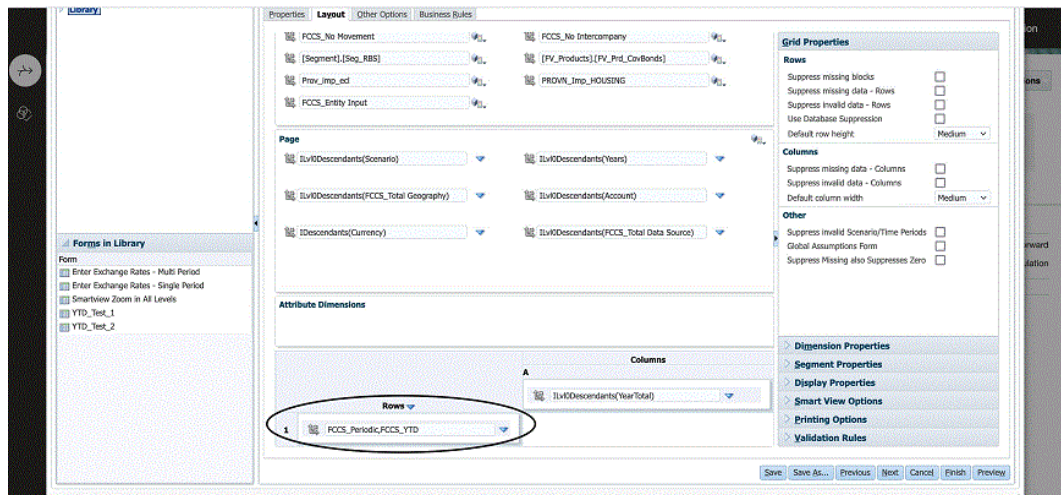 Library
Properties Layout Other Options Business Rules
ion
ons
FCCS_No Movement FCCS_No Intercompany
[Segment].[Seg_RBS] [FV_Products].[FV_Prd_CovBonds]
Prov_imp_ecl PROVN_Imp_HOUSING
FCCS_Entity Input
Grid Properties
Rows
Suppress missing blocks
Suppress missing data - Rows
Suppress invalid data - Rows
Use Database Suppression
Default row height Medium
Page
ILvl0Descendants(Scenario) ILvl0Descendants(Years)
ILvl0Descendants(FCCS_Total Geography) ILvl0Descendants(Account)
IDescendants(Currency) ILvl0Descendants(FCCS_Total Data Source)
Columns
Suppress missing data - Columns
Suppress invalid data - Columns
Default column width Medium
Other
Suppress invalid Scenario/Time Periods
Global Assumptions Form
Suppress Missing also Suppresses Zero
rward
lation
Forms in Library
Form
Enter Exchange Rates - Multi Period
Enter Exchange Rates - Single Period
Smartview Zoom in All Levels
YTD_Test_1
YTD_Test_2
Attribute Dimensions
Columns
A
ILvl0Descendants(YearTotal)
Rows
1 FCCS_Periodic,FCCS_YTD
Dimension Properties
Segment Properties
Display Properties
Smart View Options
Printing Options
Validation Rules
Save Save As... Previous Next Cancel Finish Preview